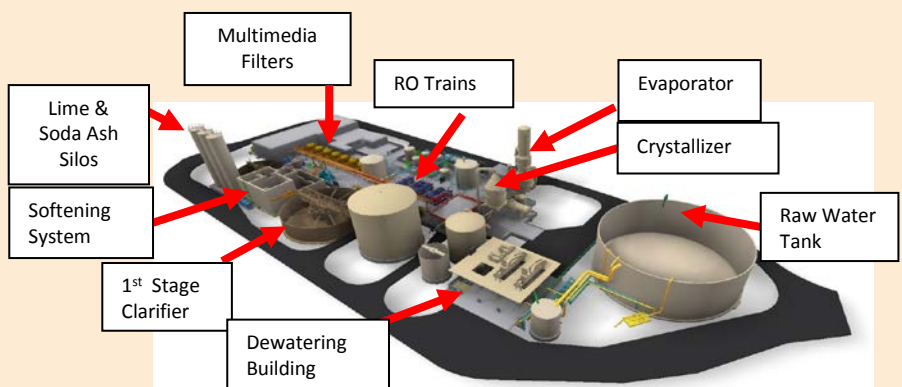 Multimedia
Filters
RO Trains
Evaporator
Lime &
Soda Ash
Silos
Crystallizer
Softening
System
Raw Water
Tank
1st Stage
Clarifier
Dewatering
Building